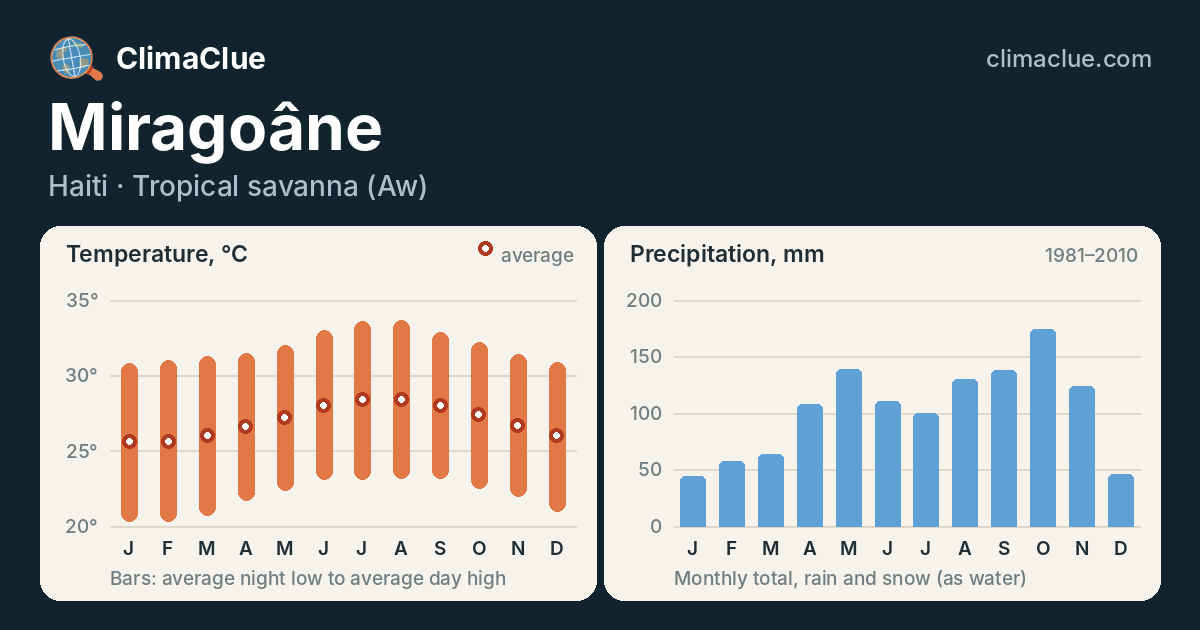 ClimaClue
climaclue.com
Miragoâne
Haiti · Tropical savanna (Aw)
Temperature, °C
average
35°
30°
25°
20°
J F M A M J J A S O N D
Bars: average night low to average day high
Precipitation, mm
1981–2010
200
150
100
50
0
J F M A M J J A S O N D
Monthly total, rain and snow (as water)